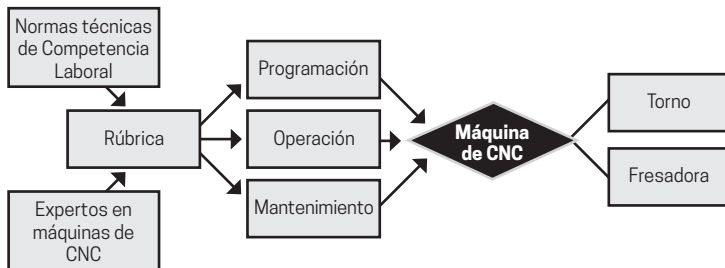 Normas técnicas
de Competencia
Laboral
Rúbrica
Expertos en
máquinas de
CNC
Programación
Operación
Mantenimiento
Máquina
de CNC
Torno
Fresadora